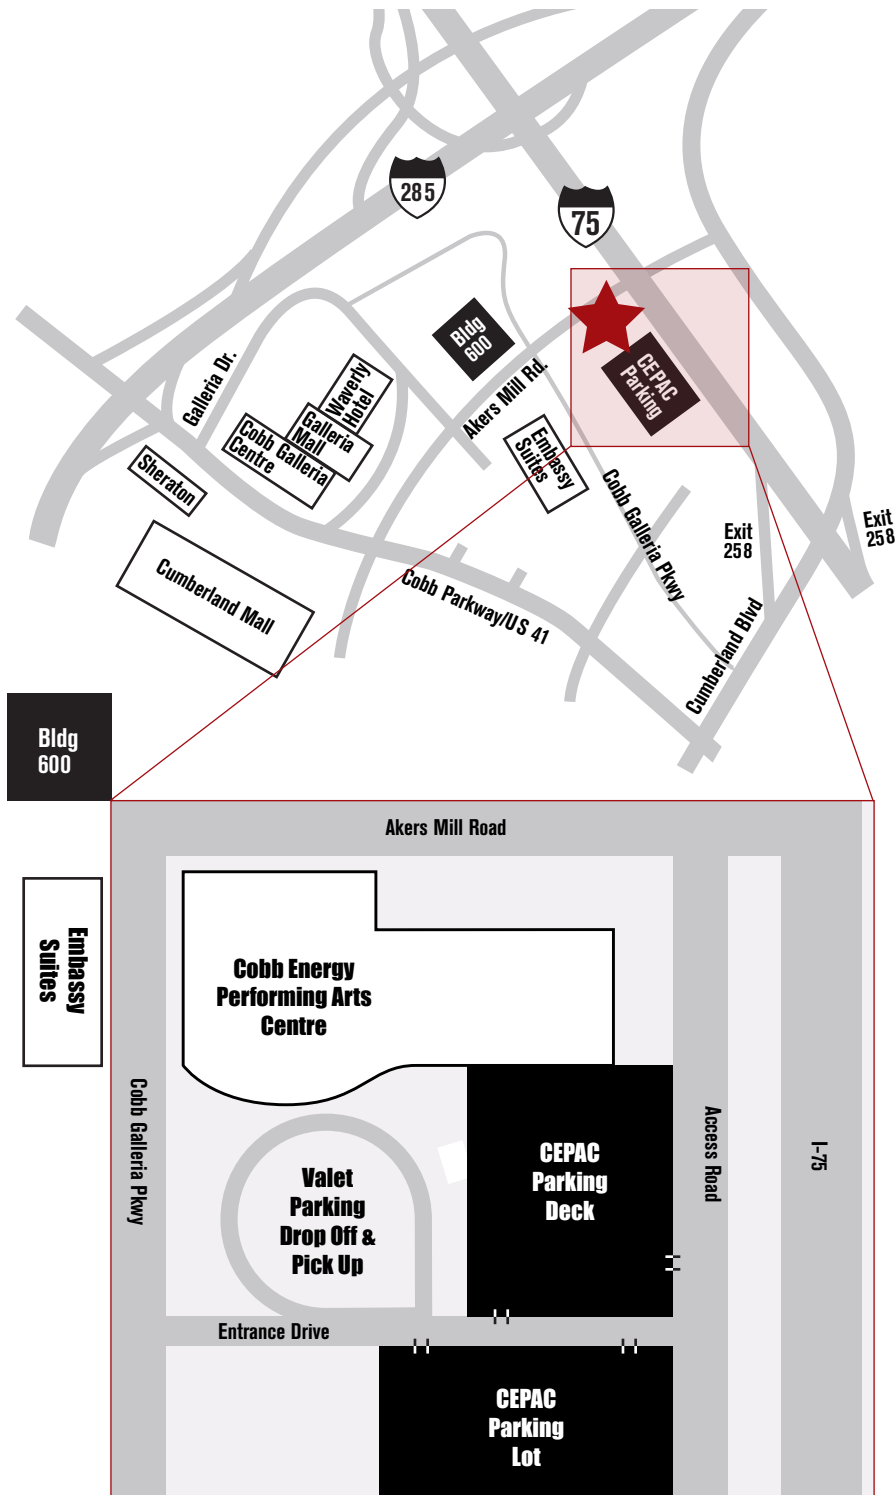 285
75
Bldg
600
CEPAC
Parking
Galleria Dr.
Waverly
Hotel
Galleria
Mall
Cobb Galleria
Centre
Akers Mill Rd.
Embassy
Suites
Sheraton
Cobb Galleria Pkwy
Exit
258
Exit
258
Cumberland Mall
Cobb Parkway/US 41
Cumberland Blvd
Bldg
600
Akers Mill Road
Embassy
Suites
Cobb Energy
Performing Arts
Centre
Cobb Galleria Pkwy
Valet
Parking
Drop Off &
Pick Up
CEPAC
Parking
Deck
Access Road
I-75
Entrance Drive
CEPAC
Parking
Lot